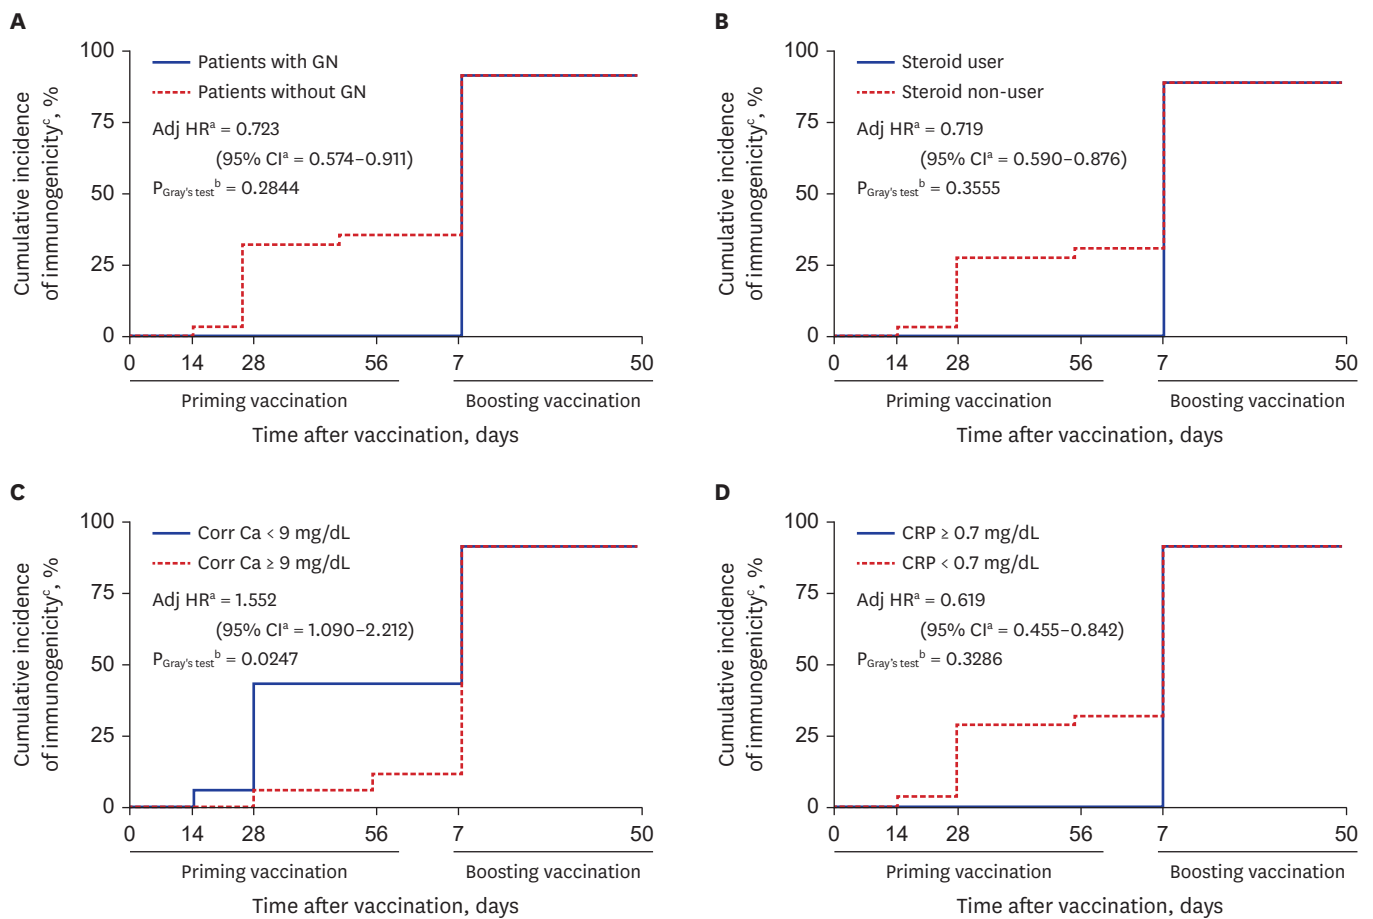 A
100
75
50
25
0
Cumulative incidence
of immunogenicityᶜ, %
Patients with GN
Patients without GN
Adj HRᵃ = 0.723
(95% CIᵃ = 0.574–0.911)
P Gray's test ᵇ = 0.2844
0 14 28 56 7 50
Priming vaccination Boosting vaccination
Time after vaccination, days
B
100
75
50
25
0
Cumulative incidence
of immunogenicityᶜ, %
Steroid user
Steroid non-user
Adj HRᵃ = 0.719
(95% CIᵃ = 0.590–0.876)
P Gray's test ᵇ = 0.3555
0 14 28 56 7 50
Priming vaccination Boosting vaccination
Time after vaccination, days
C
100
75
50
25
0
Cumulative incidence
of immunogenicityᶜ, %
Corr Ca < 9 mg/dL
Corr Ca ≥ 9 mg/dL
Adj HRᵃ = 1.552
(95% CIᵃ = 1.090–2.212)
P Gray's test ᵇ = 0.0247
0 14 28 56 7 50
Priming vaccination Boosting vaccination
Time after vaccination, days
D
100
75
50
25
0
Cumulative incidence
of immunogenicityᶜ, %
CRP ≥ 0.7 mg/dL
CRP < 0.7 mg/dL
Adj HRᵃ = 0.619
(95% CIᵃ = 0.455–0.842)
P Gray's test ᵇ = 0.3286
0 14 28 56 7 50
Priming vaccination Boosting vaccination
Time after vaccination, days